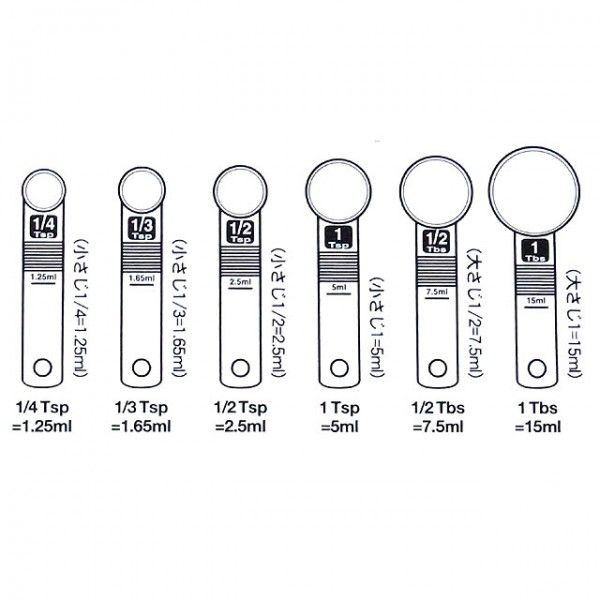 1/4
Tsp
1.25ml
(小さじ1/4=1.25ml)
1/4 Tsp
=1.25ml
1/3
Tsp
1.65ml
(小さじ1/3=1.65ml)
1/3 Tsp
=1.65ml
1/2
Tsp
2.5ml
(小さじ1/2=2.5ml)
1/2 Tsp
=2.5ml
1
Tsp
5ml
(小さじ1=5ml)
1 Tsp
=5ml
1/2
Tbs
7.5ml
(大さじ1/2=7.5ml)
1/2 Tbs
=7.5ml
1
Tbs
15ml
(大さじ1=15ml)
1 Tbs
=15ml